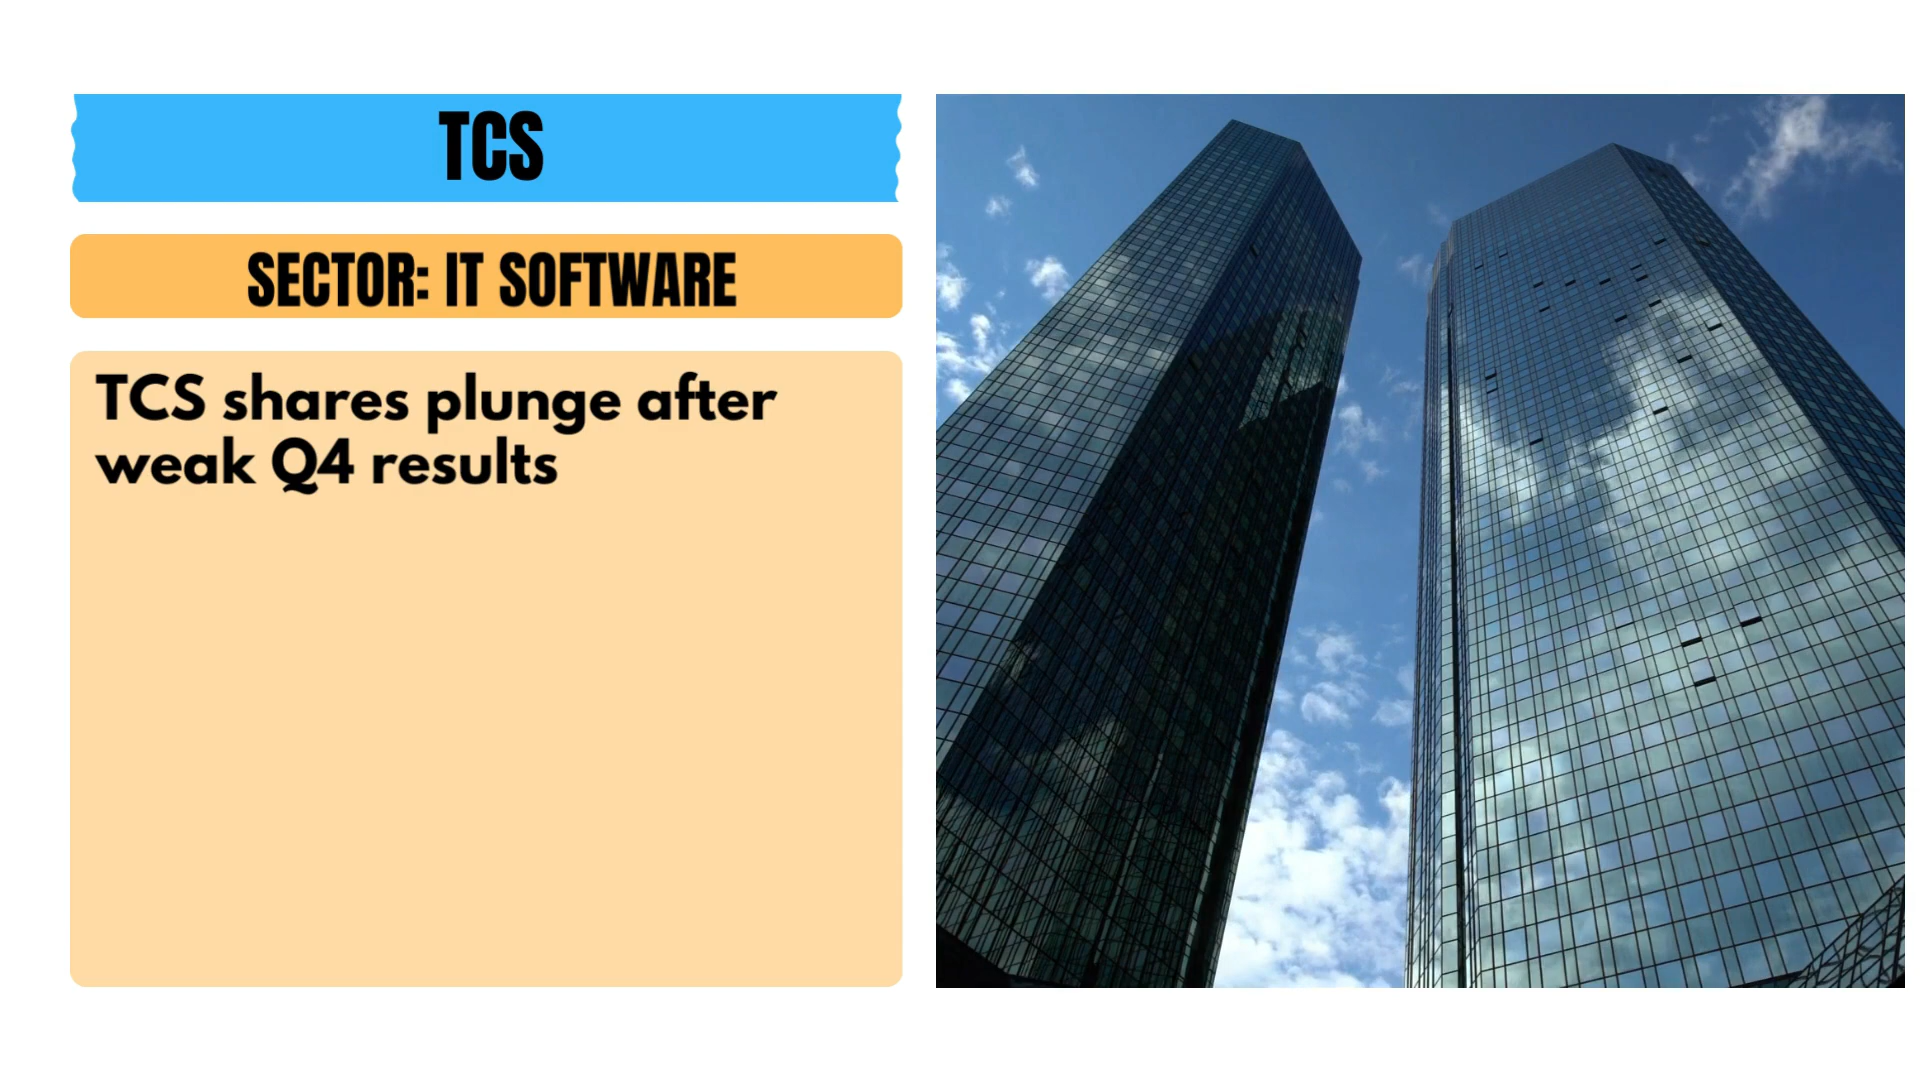 TCS
SECTOR: IT SOFTWARE
TCS shares plunge after
weak Q4 results